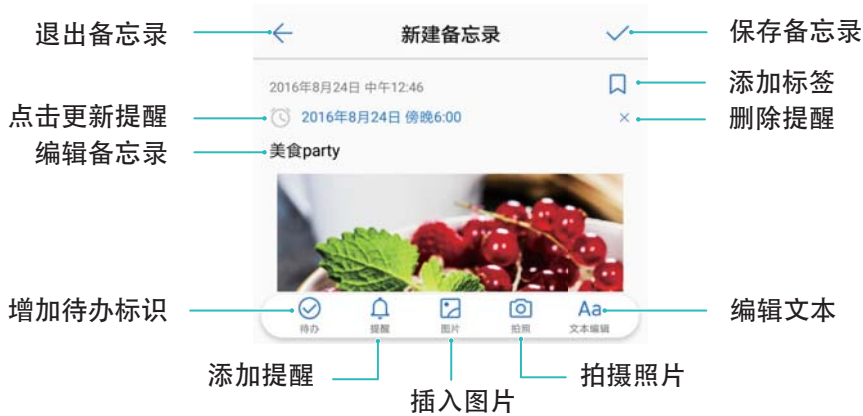 退出备忘录
新建备忘录
保存备忘录
2016年8月24日 中午12:46
添加标签
点击更新提醒
2016年8月24日 傍晚6:00
删除提醒
编辑备忘录
美食party
增加待办标识
待办
提醒
图片
拍照
Aa
文本编辑
编辑文本
添加提醒
插入图片
拍摄照片